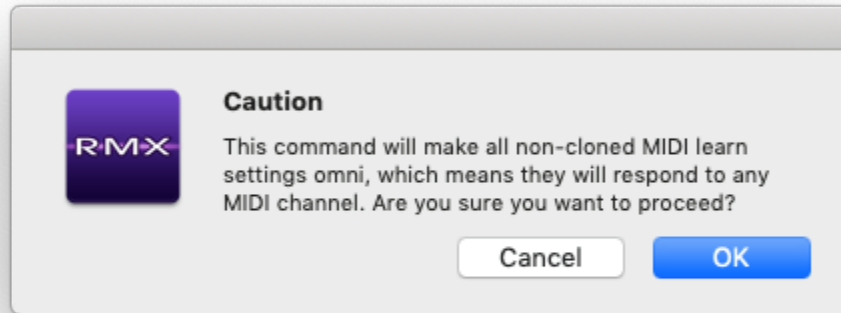 RMX
Caution
This command will make all non-cloned MIDI learn
settings omni, which means they will respond to any
MIDI channel. Are you sure you want to proceed?
Cancel
OK